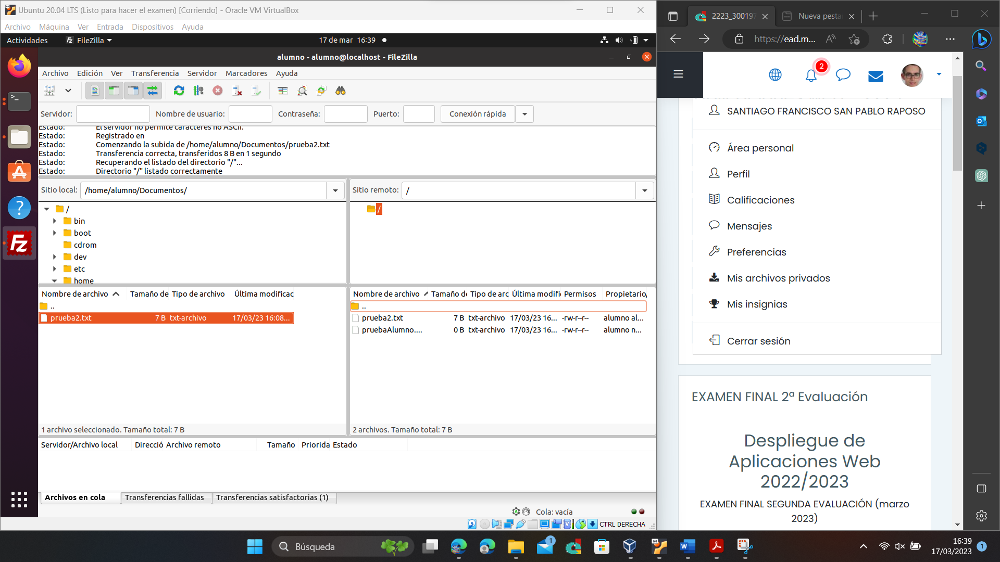 Ubuntu 20.04 LTS (Listo para hacer el examen) [Corriendo] - Oracle VM VirtualBox
Archivo Máquina Ver Entrada Dispositivos Ayuda
Actividades FileZilla 17 de mar 16:39
alumno - alumno@localhost - FileZilla
Archivo Edición Ver Transferencia Servidor Marcadores Ayuda
Servidor: Nombre de usuario: Contraseña: Puerto: Conexión rápida
Estado: El servidor no permite caracteres no ASCII.
Estado: Registrado en
Estado: Comenzando la subida de /home/alumno/Documentos/prueba2.txt
Estado: Transferencia correcta, transferidos 8 B en 1 segundo
Estado: Recuperando el listado del directorio "/"...
Estado: Directorio "/" listado correctamente
Sitio local: /home/alumno/Documentos/
/
bin
boot
cdrom
dev
etc
home
Sitio remoto: /
/
Nombre de archivo Tamaño de Tipo de archivo Última modificac
..
prueba2.txt 7 B txt-archivo 17/03/23 16:08...
1 archivo seleccionado. Tamaño total: 7 B
Nombre de archivo Tamaño de Tipo de arc Última modifi Permisos Propietario/
..
prueba2.txt 7 B txt-archivo 17/03/23 16... -rw-r--r-- alumno al...
pruebaAlumno.... 0 B txt-archivo 17/03/23 16... -rw-r--r-- alumno n...
2 archivos. Tamaño total: 7 B
Servidor/Archivo local Direcció Archivo remoto Tamaño Priorida Estado
Archivos en cola Transferencias fallidas Transferencias satisfactorias (1)
Cola: vacía
CTRL DERECHA
2223_30019 Nueva pesta
https://ead.m...
2
SANTIAGO FRANCISCO SAN PABLO RAPOSO
Área personal
Perfil
Calificaciones
Mensajes
Preferencias
Mis archivos privados
Mis insignias
Cerrar sesión
EXAMEN FINAL 2ª Evaluación
Despliegue de
Aplicaciones Web
2022/2023
EXAMEN FINAL SEGUNDA EVALUACIÓN (marzo
2023)
Búsqueda
1
16:39
17/03/2023
1